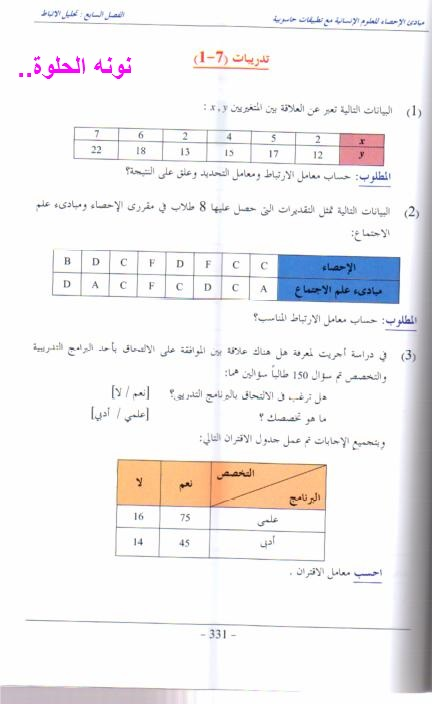 مبادئ الإحصاء للعلوم الإنسانية مع تطبيقات حاسوبية
الفصل السابع : تحليل الارتباط
نونه الحلوة..
تدريبات (7-1)
(1) البيانات التالية تعبر عن العلاقة بين المتغيريين x , y :
x 2 5 4 2 6 7
y 12 17 15 13 18 22
المطلوب: حساب معامل الارتباط ومعامل التحديد وعلق على النتيجة؟
(2) البيانات التالية تمثل التقديرات التي حصل عليها 8 طلاب في مقرري الإحصاء ومبادىء علم
الاجتماع:
الإحصاء C C F D F C D B
مبادىء علم الاجتماع A C D C F C A D
المطلوب: حساب معامل الارتباط المناسب؟
(3) في دراسة أجريت لمعرفة هل هناك علاقة بين الموافقة على الالتحاق بأحد البرامج التدريبية
والتخصص تم سؤال 150 طالباً سؤالين هما:
هل ترغب في الالتحاق بالبرنامج التدريبي؟ [نعم / لا]
ما هو تخصصك ؟ [علمي / أدبي]
وبتجميع الإجابات تم عمل جدول الاقتران التالي:
التخصص نعم لا
البرنامج
علمي 75 16
أدبي 45 14
احسب معامل الاقتران .
- 331 -